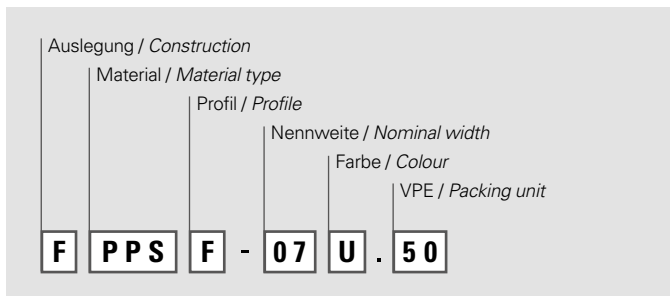 Auslegung / Construction
Material / Material type
Profil / Profile
Nennweite / Nominal width
Farbe / Colour
VPE / Packing unit
F PPS F - 07 U . 50